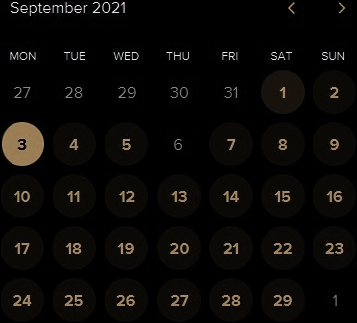 September 2021
MON TUE WED THU FRI SAT SUN
27 28 29 30 31 1 2
3 4 5 6 7 8 9
10 11 12 13 14 15 16
17 18 19 20 21 22 23
24 25 26 27 28 29 1